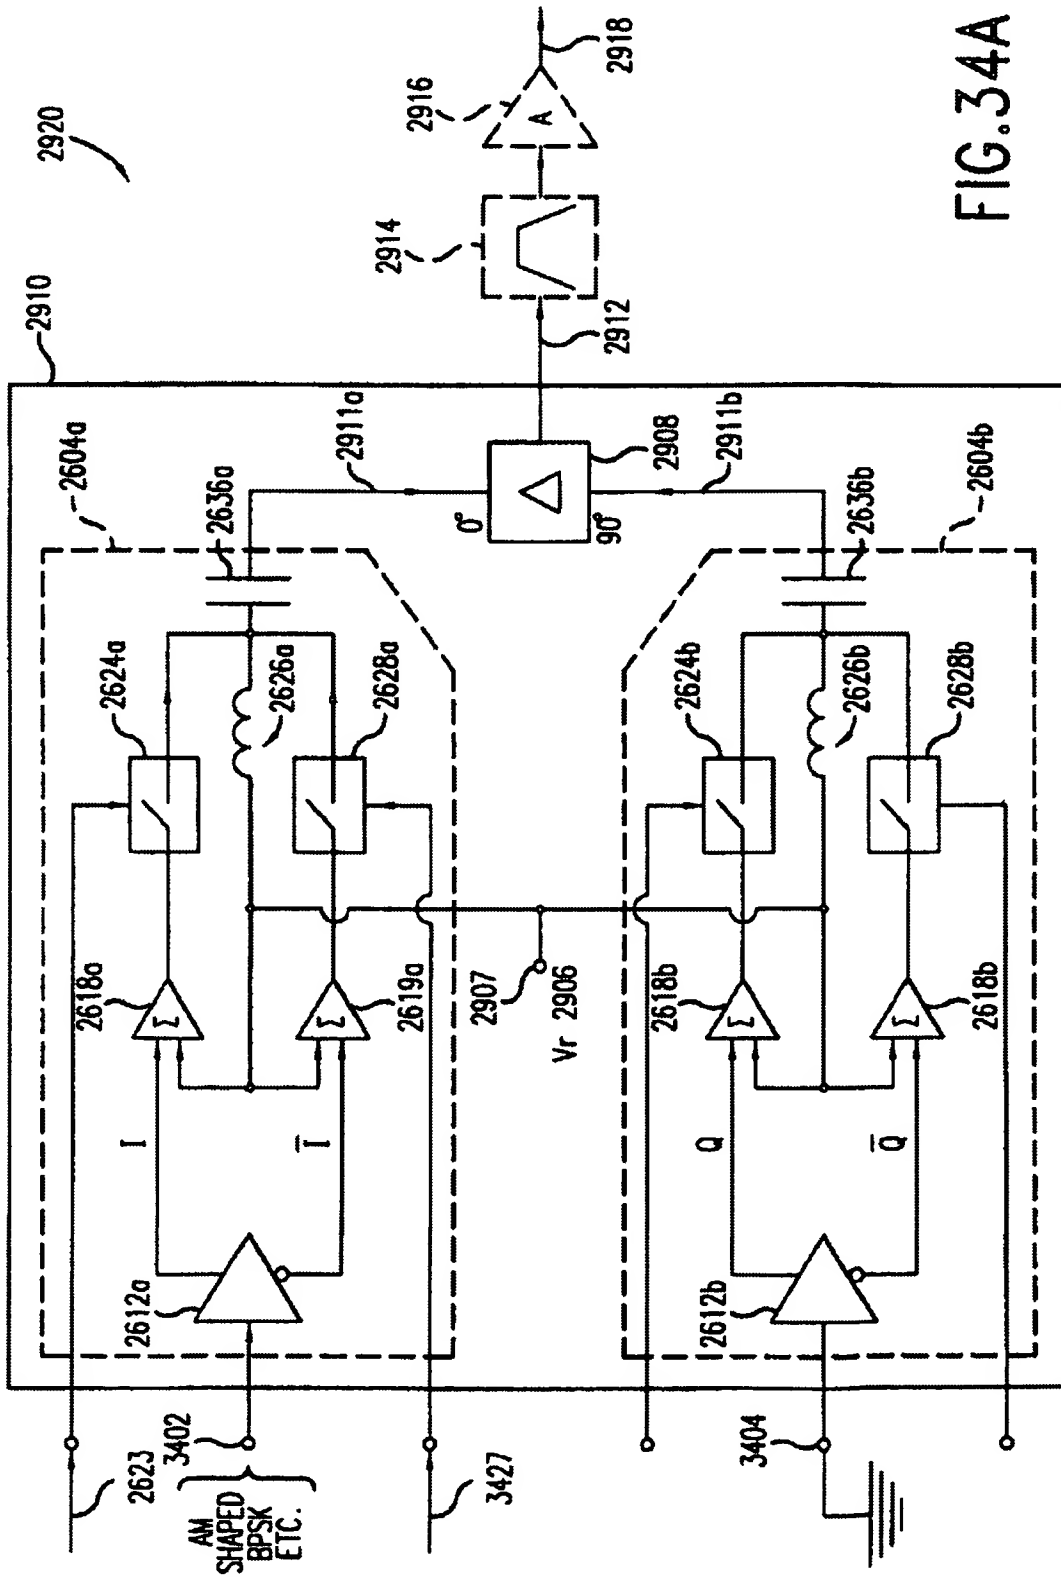 2920
2910
2604a
2636a
2911a
2624a
2626a
2628a
2618a
Σ
2619a
Σ
I
I̅
2612a
2623
3402
AM
SHAPED
BPSK
ETC.
3427
0°
90°
2908
2912
2914
2916
A
2918
2907
Vr 2906
2911b
2604b
2636b
2624b
2626b
2628b
2618b
Σ
2618b
Σ
Q
Q̅
2612b
3404
FIG.34A